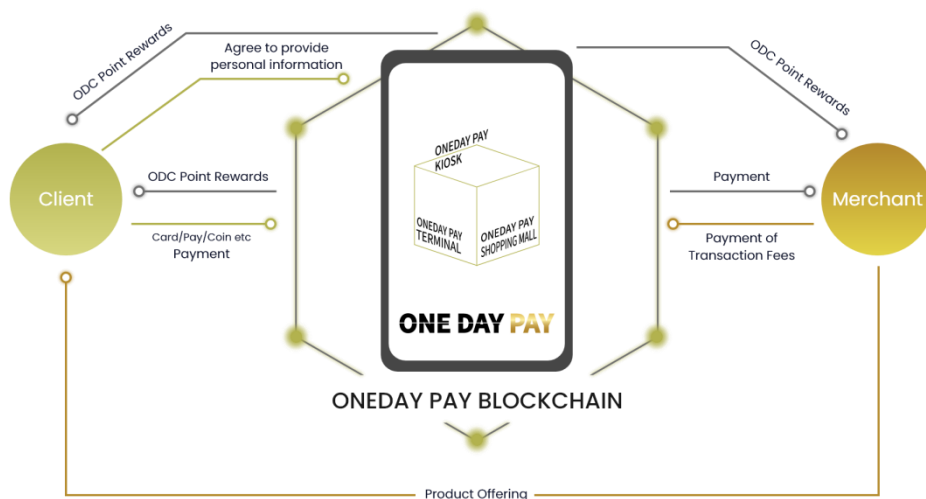 ODC Point Rewards
Agree to provide
personal information
ODC Point Rewards
ONEDAY PAY
KIOSK
Client
ODC Point Rewards
Payment
Merchant
Card/Pay/Coin etc
Payment
ONEDAY PAY
TERMINAL
ONEDAY PAY
SHOPPING MALL
Payment of
Transaction Fees
ONE DAY PAY
ONEDAY PAY BLOCKCHAIN
Product Offering